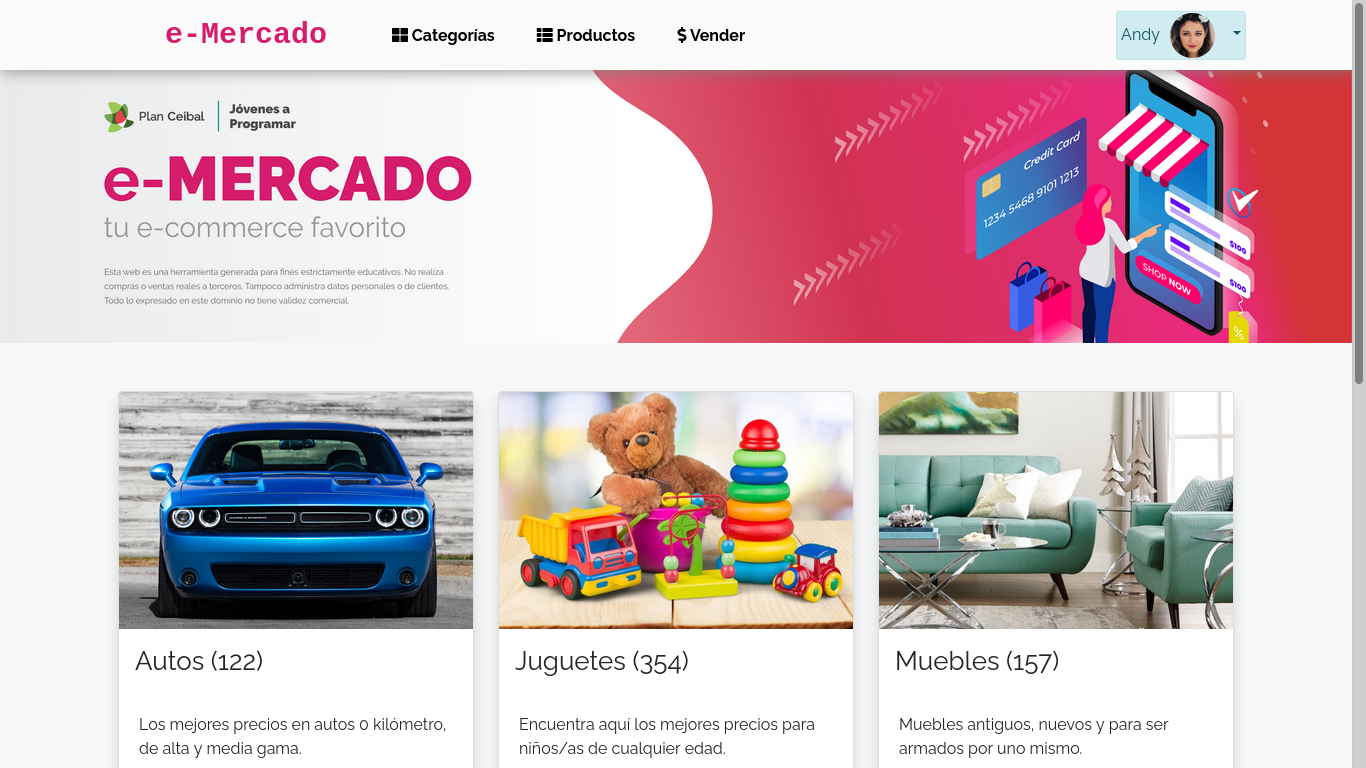 e-Mercado
Categorías
Productos
$ Vender
Andy
Plan Ceibal
Jóvenes a
Programar
e-MERCADO
tu e-commerce favorito
Esta web es una herramienta generada para fines estrictamente educativos. No realiza
compras o ventas reales a terceros. Tampoco administra datos personales o de clientes.
Todo lo expresado en este dominio no tiene validez comercial.
Credit Card
1234 5468 9101 1213
$100
$100
SHOP NOW
%
Autos (122)
Los mejores precios en autos 0 kilómetro,
de alta y media gama.
Juguetes (354)
Encuentra aquí los mejores precios para
niños/as de cualquier edad.
Muebles (157)
Muebles antiguos, nuevos y para ser
armados por uno mismo.